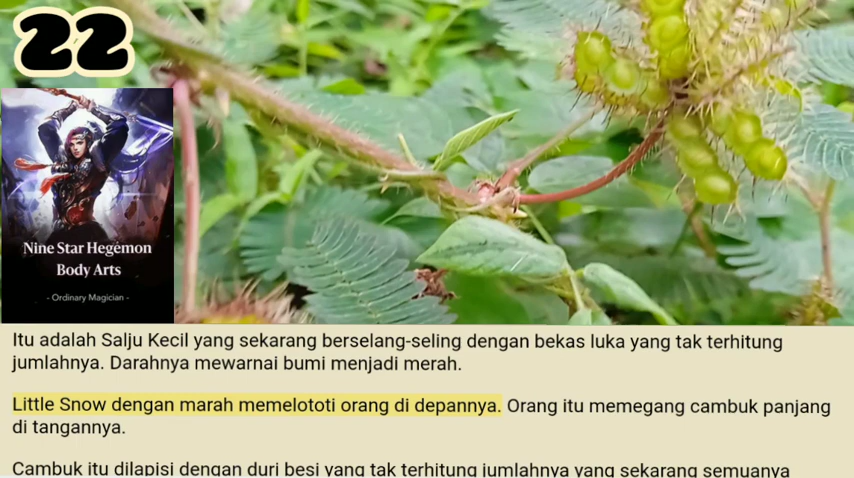 22
Nine Star Hegemon
Body Arts
- Ordinary Magician -
Itu adalah Salju Kecil yang sekarang berselang-seling dengan bekas luka yang tak terhitung
jumlahnya. Darahnya mewarnai bumi menjadi merah.
Little Snow dengan marah memelototi orang di depannya. Orang itu memegang cambuk panjang
di tangannya.
Cambuk itu dilapisi dengan duri besi yang tak terhitung jumlahnya yang sekarang semuanya